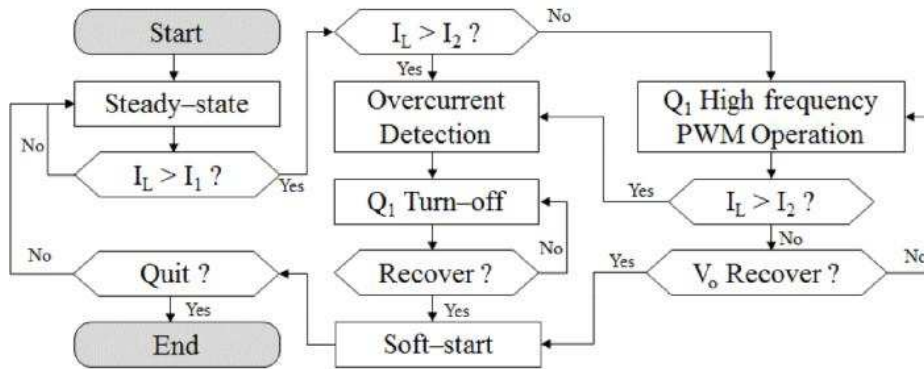 Start
Steady–state
I_L > I_1 ?
No
Yes
I_L > I_2 ?
No
Yes
Overcurrent
Detection
Q_1 Turn–off
Recover ?
No
Yes
Soft–start
Q_1 High frequency
PWM Operation
I_L > I_2 ?
Yes
No
V_o Recover ?
Yes
No
Quit ?
No
Yes
End